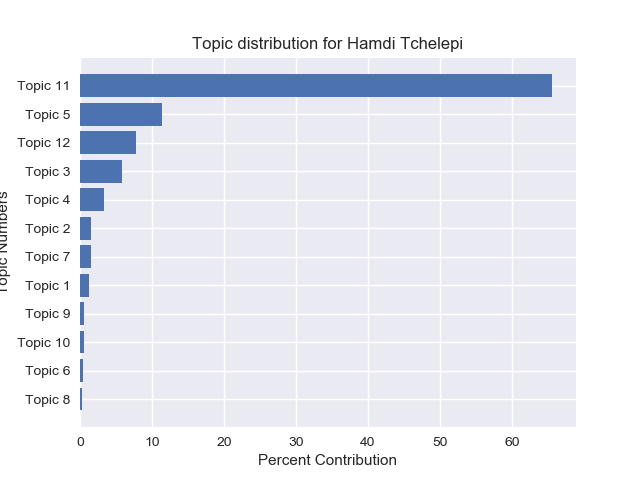 Topic distribution for Hamdi Tchelepi
Topic 11
Topic 5
Topic 12
Topic 3
Topic 4
Topic 2
Topic 7
Topic 1
Topic 9
Topic 10
Topic 6
Topic 8
Topic Numbers
0 10 20 30 40 50 60
Percent Contribution